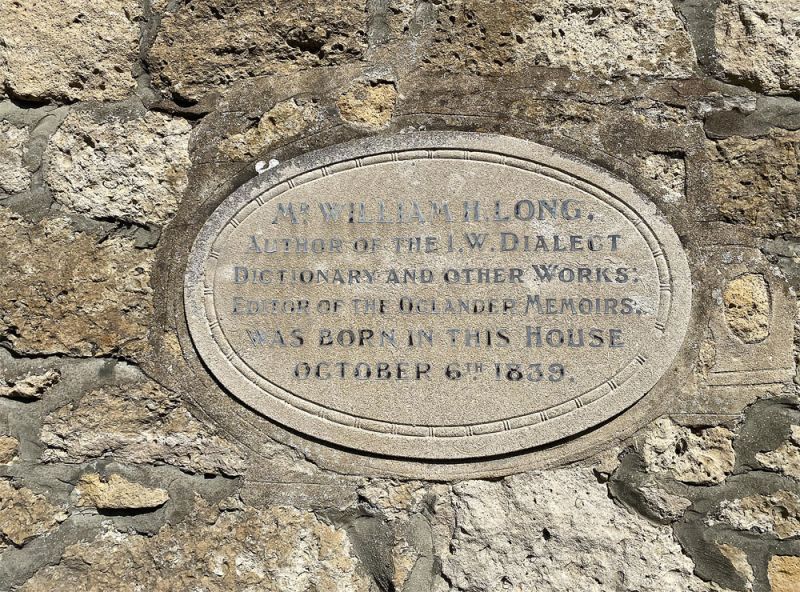 Mr WILLIAM H. LONG,
AUTHOR OF THE I.W. DIALECT
DICTIONARY AND OTHER WORKS:
EDITOR OF THE OGLANDER MEMOIRS,
WAS BORN IN THIS HOUSE
OCTOBER 6TH 1839.